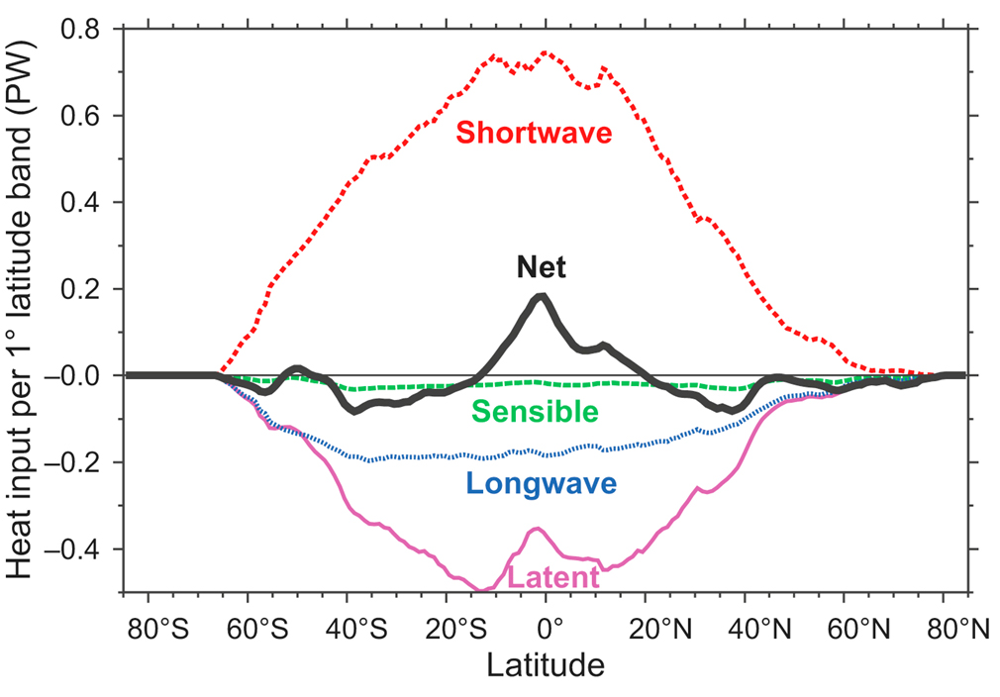 Heat input per 1° latitude band (PW)
0.8
0.6
0.4
0.2
–0.0
–0.2
–0.4
Shortwave
Net
Sensible
Longwave
Latent
80°S 60°S 40°S 20°S 0° 20°N 40°N 60°N 80°N
Latitude